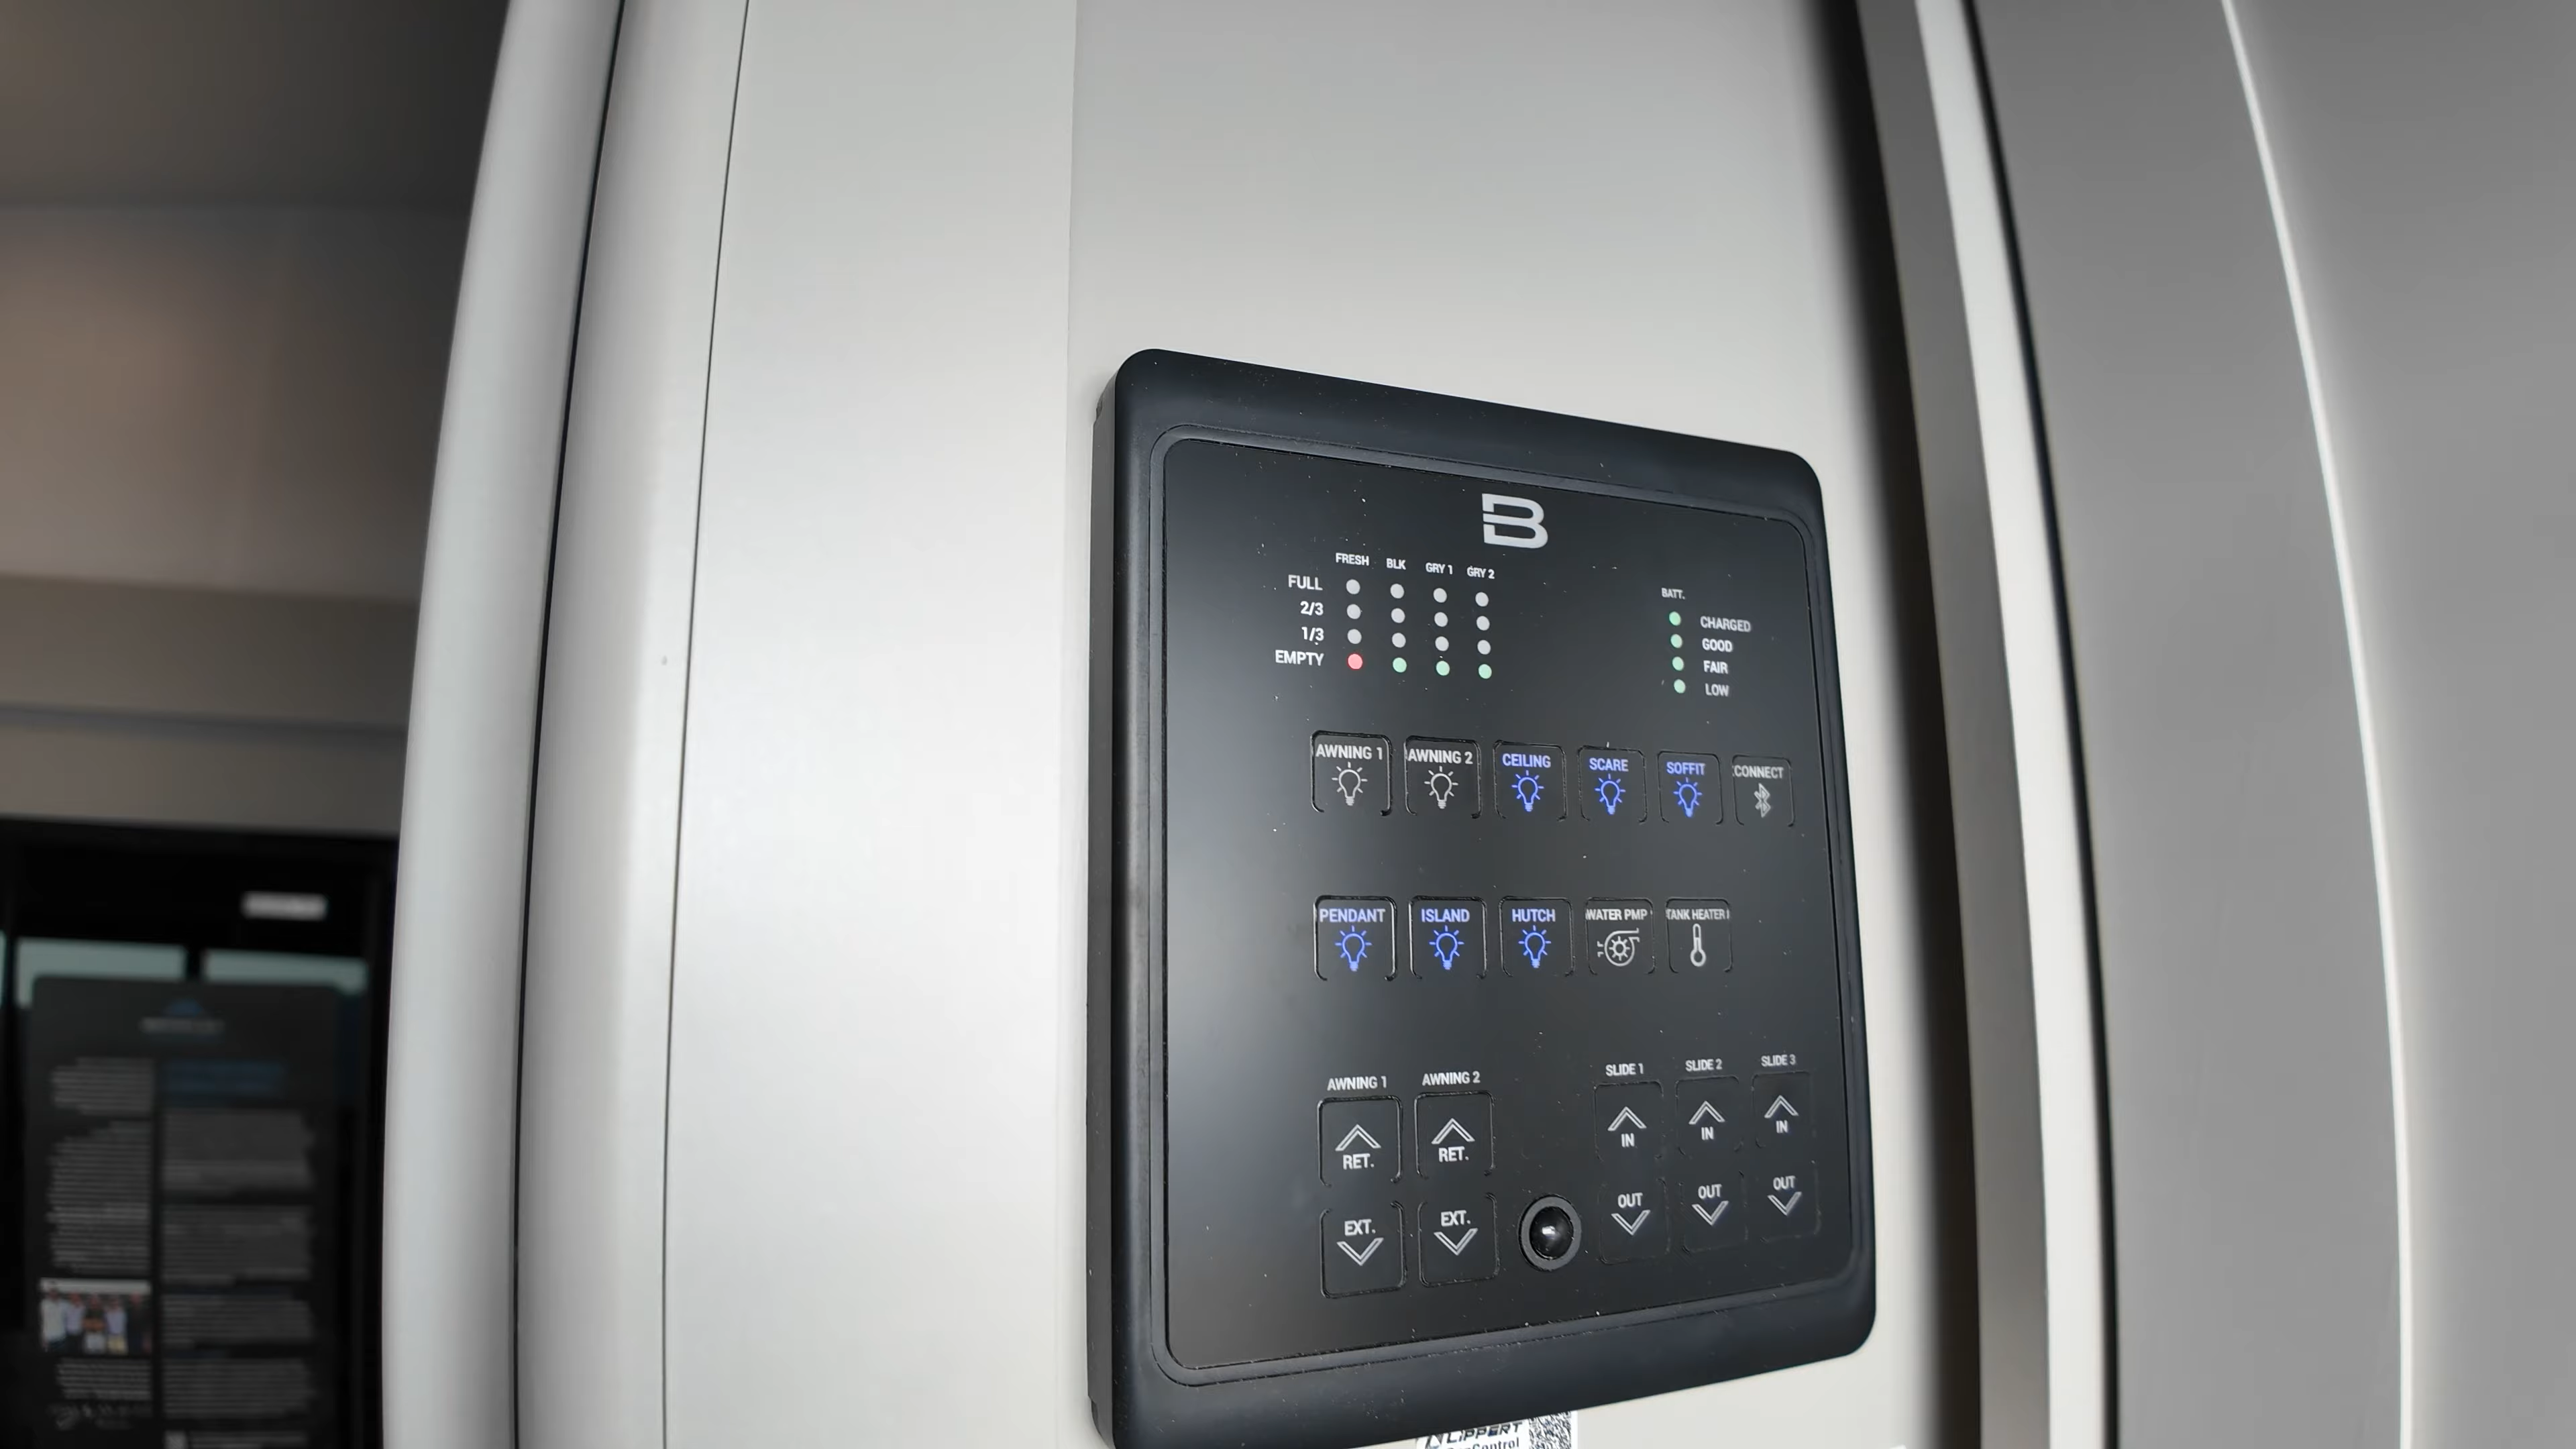 B
FRESH BLK GRY 1 GRY 2
FULL
2/3
1/3
EMPTY
BATT.
CHARGED
GOOD
FAIR
LOW
AWNING 1 AWNING 2 CEILING SCARE SOFFIT CONNECT
PENDANT ISLAND HUTCH WATER PMP TANK HEATER
AWNING 1 AWNING 2 SLIDE 1 SLIDE 2 SLIDE 3
RET. RET. IN IN IN
EXT. EXT. OUT OUT OUT
LIPPERT
Control